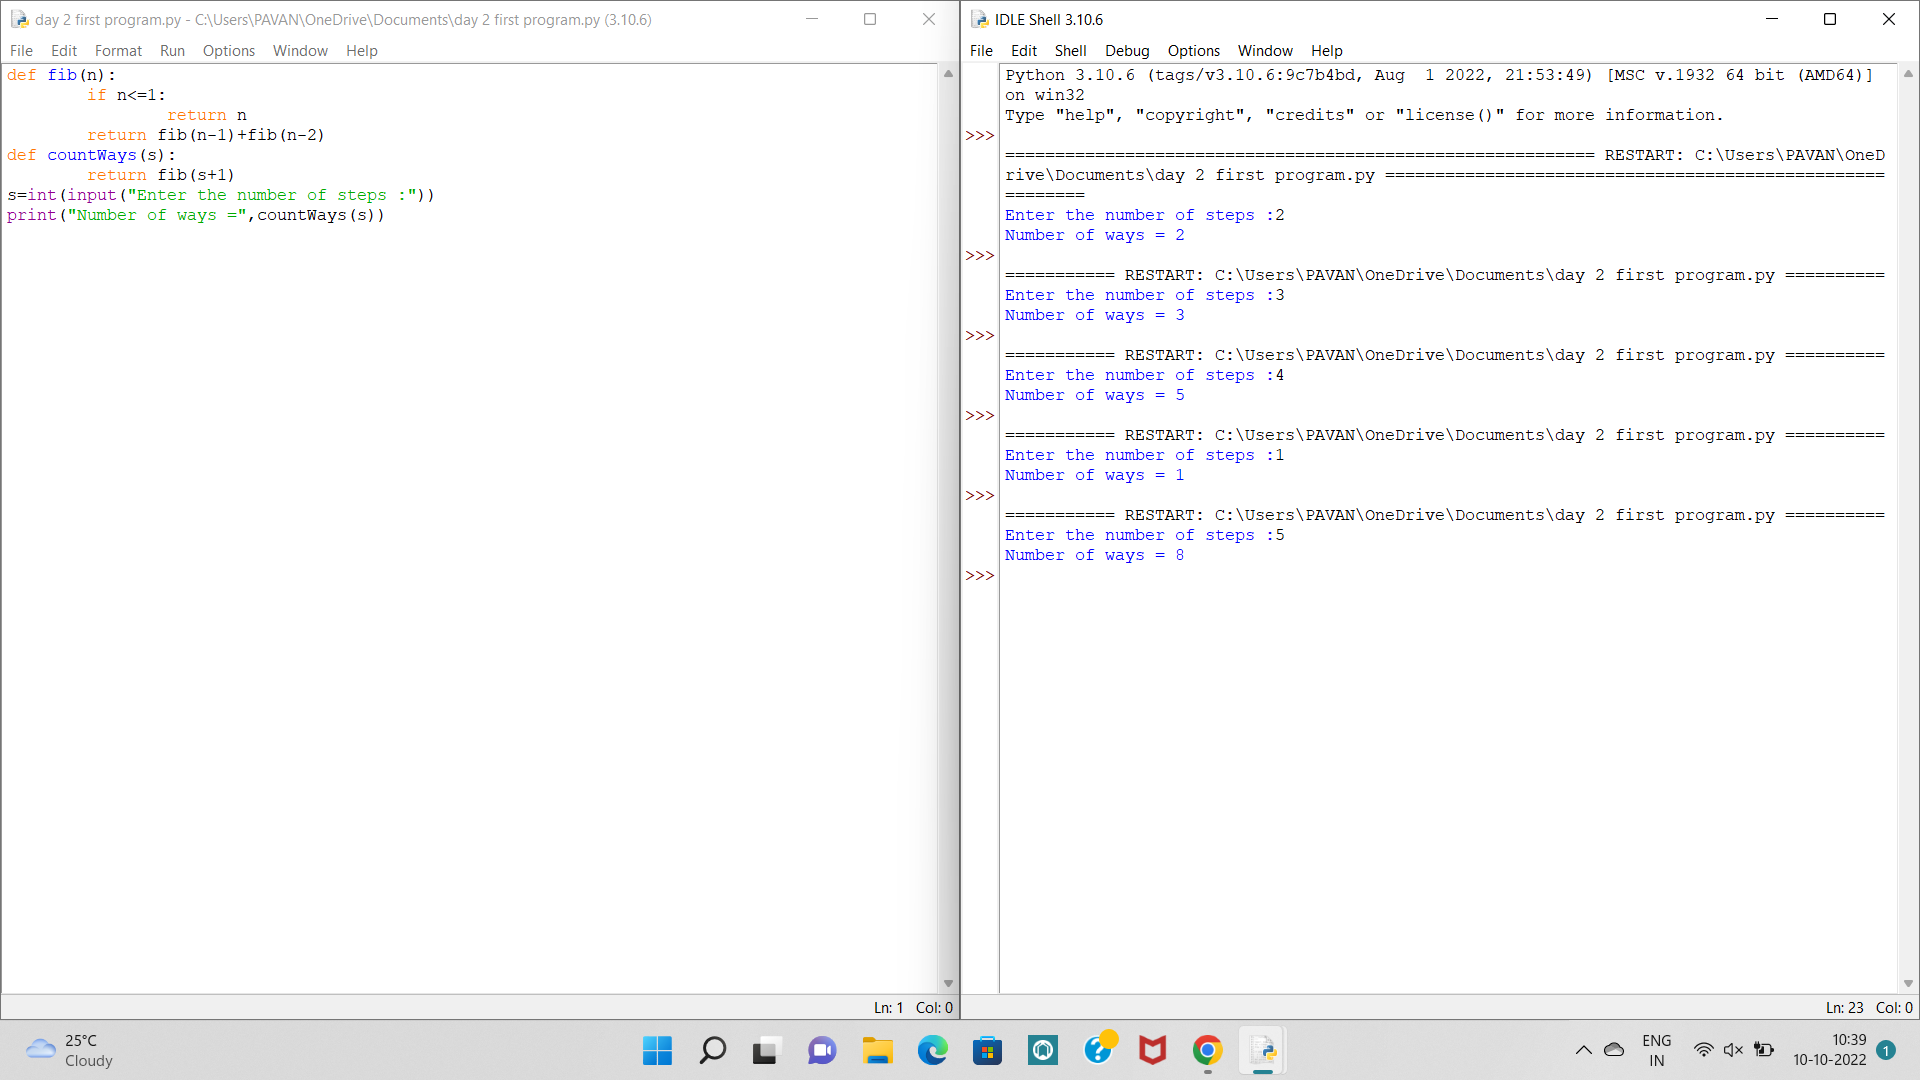 day 2 first program.py - C:\Users\PAVAN\OneDrive\Documents\day 2 first program.py (3.10.6)
File Edit Format Run Options Window Help
def fib(n):
        if n<=1:
                return n
        return fib(n-1)+fib(n-2)
def countWays(s):
        return fib(s+1)
s=int(input("Enter the number of steps :"))
print("Number of ways =",countWays(s))
Ln: 1 Col: 0
IDLE Shell 3.10.6
File Edit Shell Debug Options Window Help
Python 3.10.6 (tags/v3.10.6:9c7b4bd, Aug  1 2022, 21:53:49) [MSC v.1932 64 bit (AMD64)]
on win32
Type "help", "copyright", "credits" or "license()" for more information.
>>>
=========================================================== RESTART: C:\Users\PAVAN\OneD
rive\Documents\day 2 first program.py ==================================================
========
Enter the number of steps :2
Number of ways = 2
>>>
=========== RESTART: C:\Users\PAVAN\OneDrive\Documents\day 2 first program.py ==========
Enter the number of steps :3
Number of ways = 3
>>>
=========== RESTART: C:\Users\PAVAN\OneDrive\Documents\day 2 first program.py ==========
Enter the number of steps :4
Number of ways = 5
>>>
=========== RESTART: C:\Users\PAVAN\OneDrive\Documents\day 2 first program.py ==========
Enter the number of steps :1
Number of ways = 1
>>>
=========== RESTART: C:\Users\PAVAN\OneDrive\Documents\day 2 first program.py ==========
Enter the number of steps :5
Number of ways = 8
>>>
Ln: 23 Col: 0
25°C
Cloudy
ENG
IN
10:39
10-10-2022
1